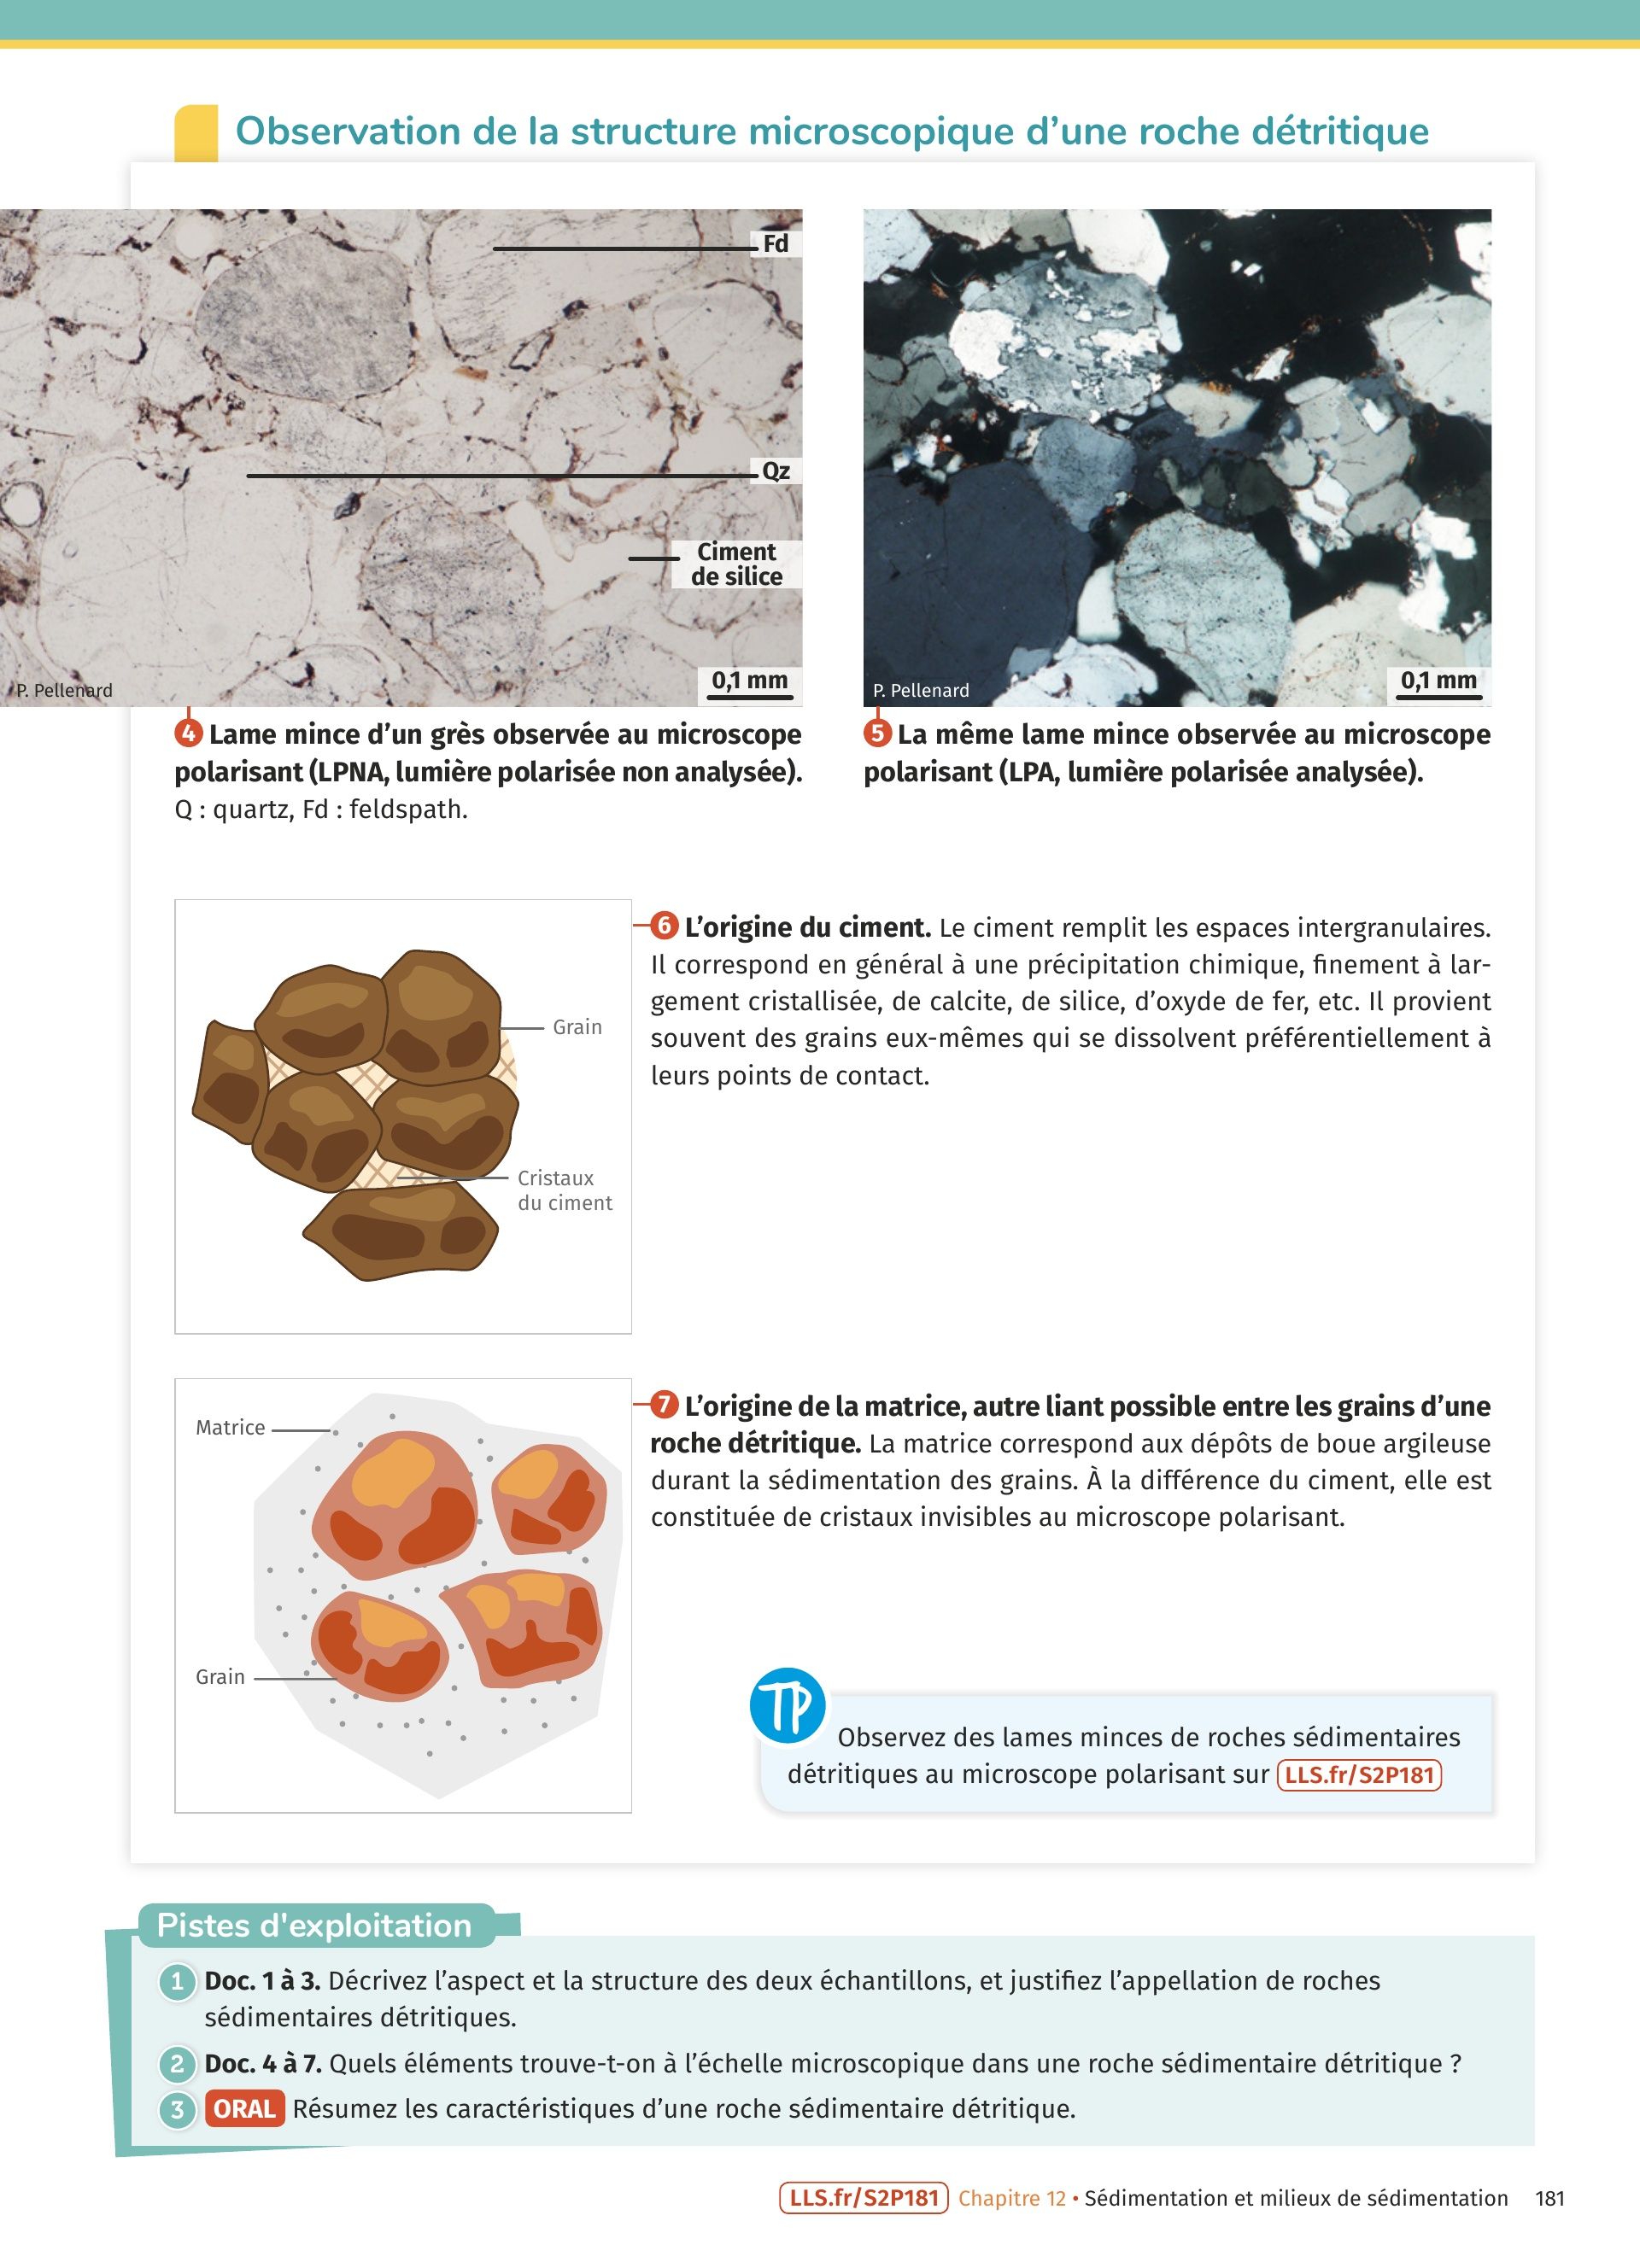 Observation de la structure microscopique d’une roche détritique
Fd
Qz
Ciment
de silice
0,1 mm
P. Pellenard
0,1 mm
P. Pellenard
4 Lame mince d’un grès observée au microscope
polarisant (LPNA, lumière polarisée non analysée).
Q : quartz, Fd : feldspath.
5 La même lame mince observée au microscope
polarisant (LPA, lumière polarisée analysée).
Grain
Cristaux
du ciment
6 L’origine du ciment. Le ciment remplit les espaces intergranulaires.
Il correspond en général à une précipitation chimique, finement à lar-
gement cristallisée, de calcite, de silice, d’oxyde de fer, etc. Il provient
souvent des grains eux-mêmes qui se dissolvent préférentiellement à
leurs points de contact.
Matrice
Grain
7 L’origine de la matrice, autre liant possible entre les grains d’une
roche détritique. La matrice correspond aux dépôts de boue argileuse
durant la sédimentation des grains. À la différence du ciment, elle est
constituée de cristaux invisibles au microscope polarisant.
TP
Observez des lames minces de roches sédimentaires
détritiques au microscope polarisant sur LLS.fr/S2P181
Pistes d'exploitation
1 Doc. 1 à 3. Décrivez l’aspect et la structure des deux échantillons, et justifiez l’appellation de roches
sédimentaires détritiques.
2 Doc. 4 à 7. Quels éléments trouve-t-on à l’échelle microscopique dans une roche sédimentaire détritique ?
3 ORAL Résumez les caractéristiques d’une roche sédimentaire détritique.
LLS.fr/S2P181 Chapitre 12 • Sédimentation et milieux de sédimentation 181